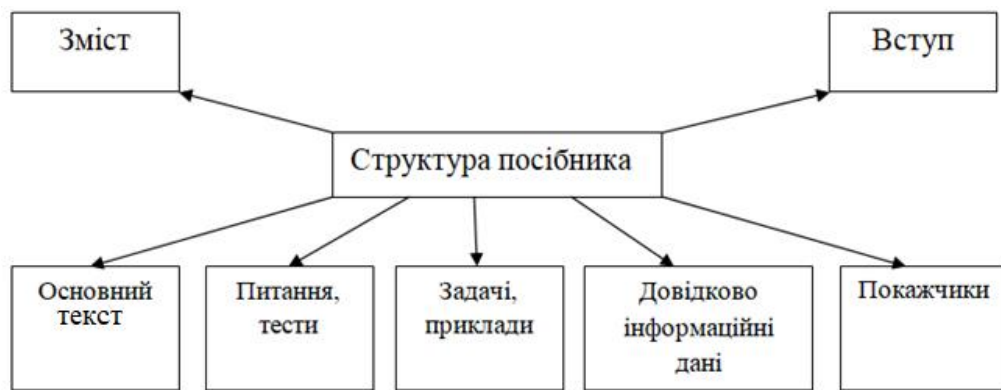 Зміст
Вступ
Структура посібника
Основний
текст
Питання,
тести
Задачі,
приклади
Довідково
інформаційні
дані
Покажчики